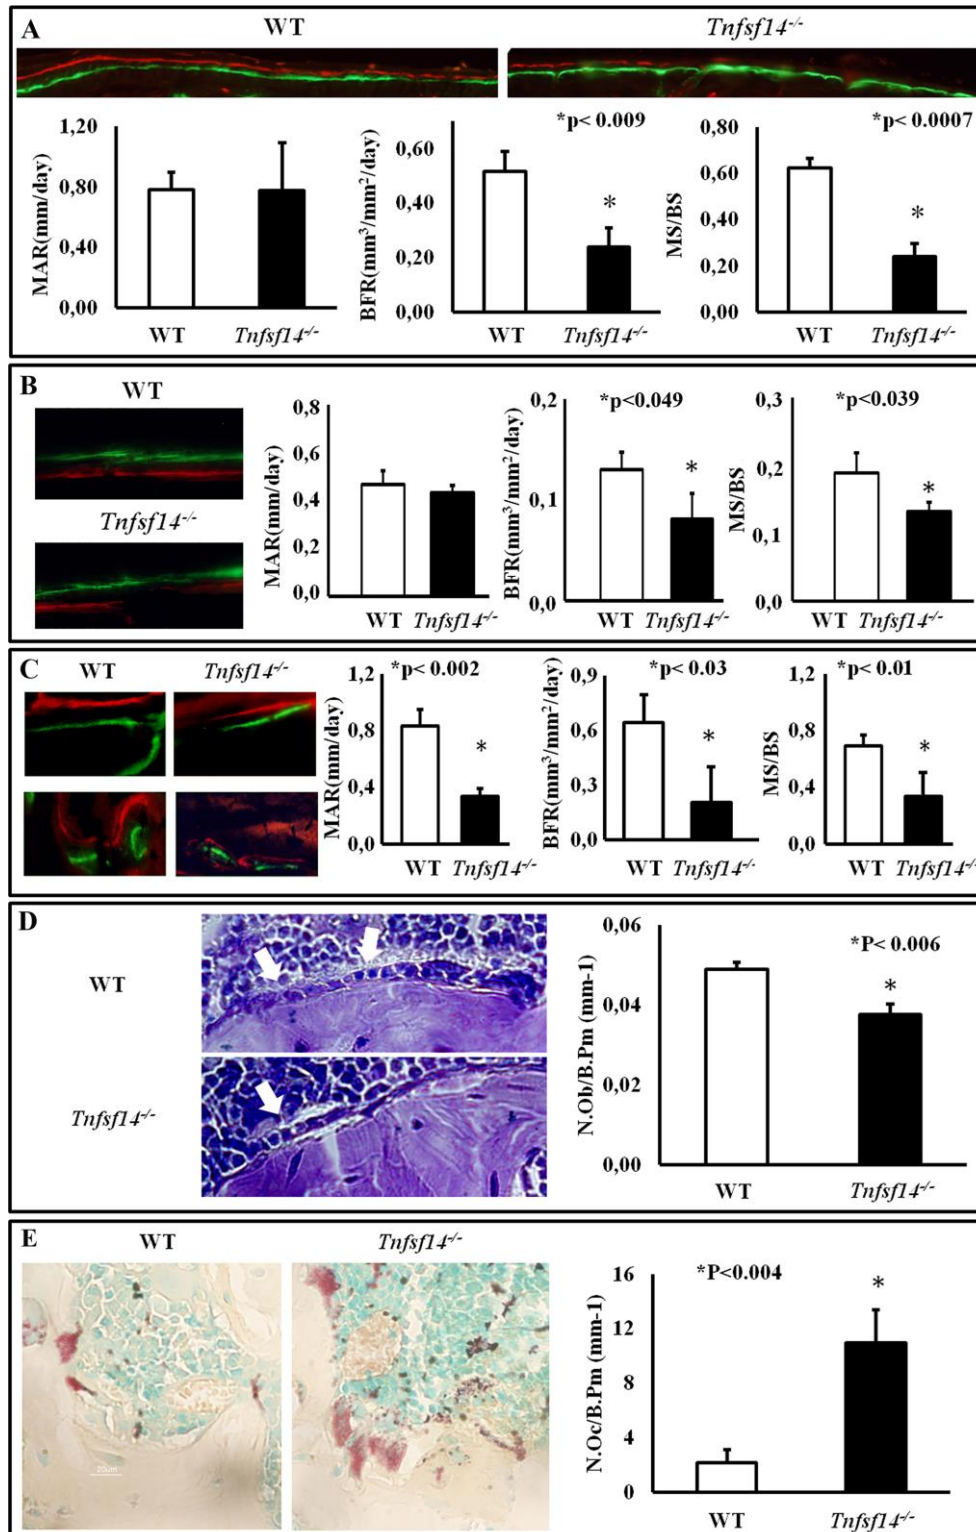 A
WT
Tnfsf14-/-
MAR(mm/day)
1,20
0,80
0,40
0,00
WT
Tnfsf14-/-
*p< 0.009
BFR(mm³/mm²/day)
0,60
0,40
0,20
0,00
*
WT
Tnfsf14-/-
*p< 0.0007
MS/BS
0,80
0,60
0,40
0,20
0,00
*
WT
Tnfsf14-/-
B
WT
Tnfsf14-/-
MAR(mm/day)
0,8
0,6
0,4
0,2
0,0
WT
Tnfsf14-/-
*p<0.049
BFR(mm³/mm²/day)
0,2
0,1
0,0
*
WT
Tnfsf14-/-
*p<0.039
MS/BS
0,3
0,2
0,1
0,0
*
WT
Tnfsf14-/-
C
WT
Tnfsf14-/-
*p< 0.002
MAR(mm/day)
1,2
0,8
0,4
0,0
*
WT
Tnfsf14-/-
*p< 0.03
BFR(mm³/mm²/day)
0,9
0,6
0,3
0,0
*
WT
Tnfsf14-/-
*p< 0.01
MS/BS
1,2
0,8
0,4
0,0
*
WT
Tnfsf14-/-
D
WT
Tnfsf14-/-
*P< 0.006
N.Ob/B.Pm (mm-1)
0,06
0,04
0,02
0,00
*
WT
Tnfsf14-/-
E
WT
Tnfsf14-/-
20um
*P<0.004
N.Oc/B.Pm (mm-1)
16
12
8
4
0
*
WT
Tnfsf14-/-